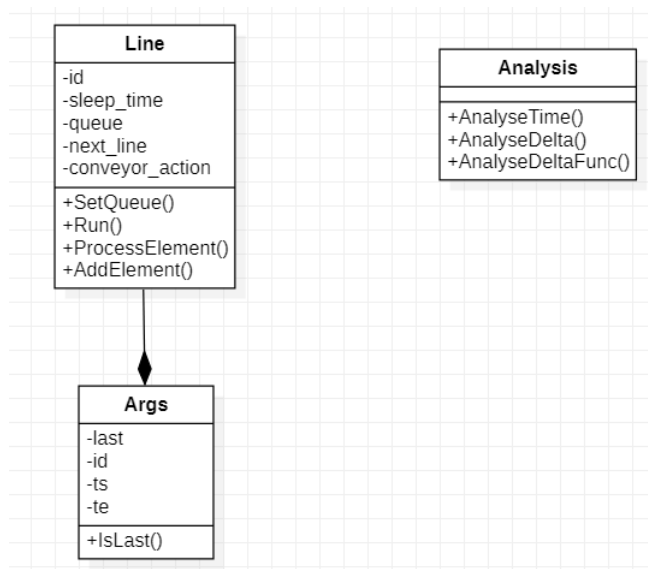 Line
-id
-sleep_time
-queue
-next_line
-conveyor_action
+SetQueue()
+Run()
+ProcessElement()
+AddElement()
Analysis
+AnalyseTime()
+AnalyseDelta()
+AnalyseDeltaFunc()
Args
-last
-id
-ts
-te
+IsLast()